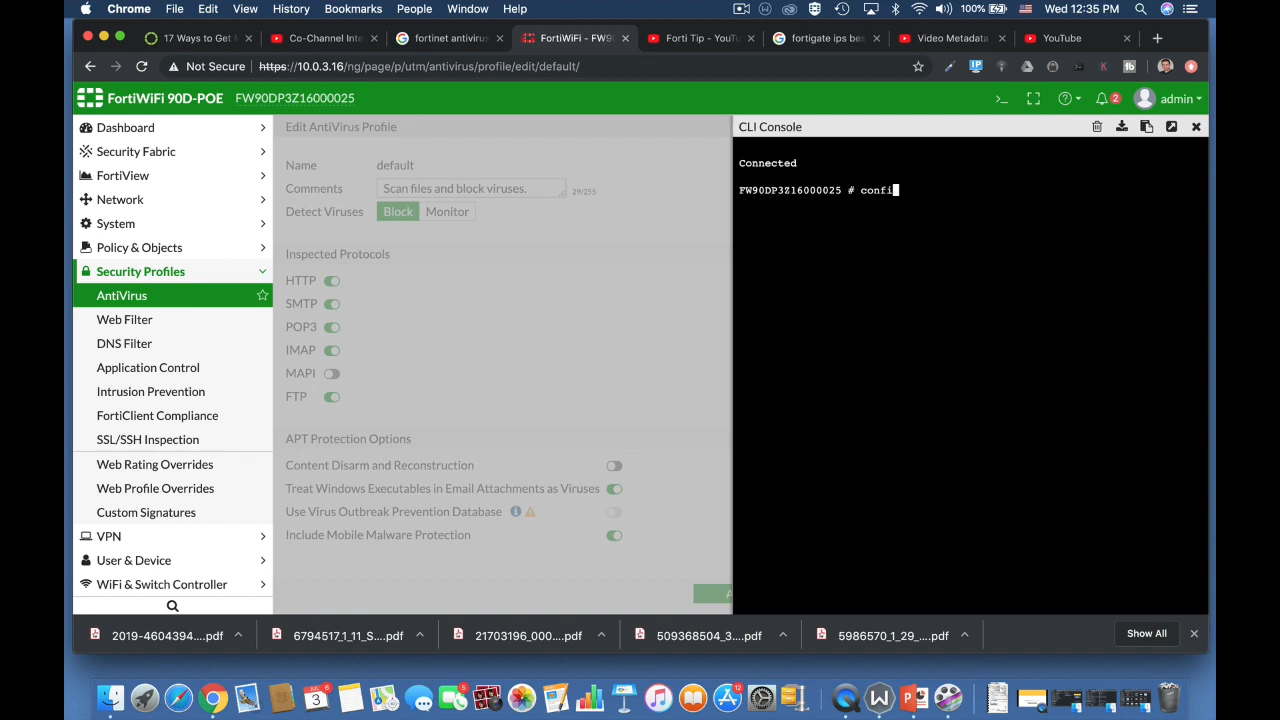 File Edit View History Bookmarks People Window Help 100% Wed 12:35 PM
17 Ways to Get
Co-Channel Inte
fortinet antivirus
FortiWiFi - FW90
Forti Tip - YouTu
fortigate ips bes
Video Metadata
YouTube
Not Secure https://10.0.3.16/ng/page/p/utm/antivirus/profile/edit/default/
FortiWiFi 90D-POE FW90DP3Z16000025 >_ 2 admin
Dashboard
Security Fabric
FortiView
Network
System
Policy & Objects
Security Profiles
AntiVirus
Web Filter
DNS Filter
Application Control
Intrusion Prevention
FortiClient Compliance
SSL/SSH Inspection
Web Rating Overrides
Web Profile Overrides
Custom Signatures
VPN
User & Device
WiFi & Switch Controller
Edit AntiVirus Profile
Name default
Comments Scan files and block viruses. 29/255
Detect Viruses Block Monitor
Inspected Protocols
HTTP
SMTP
POP3
IMAP
MAPI
FTP
APT Protection Options
Content Disarm and Reconstruction
Treat Windows Executables in Email Attachments as Viruses
Use Virus Outbreak Prevention Database
Include Mobile Malware Protection
CLI Console
Connected
FW90DP3Z16000025 # confi
2019-4604394....pdf
6794517_1_11_S....pdf
21703196_000....pdf
509368504_3....pdf
5986570_1_29_....pdf
Show All